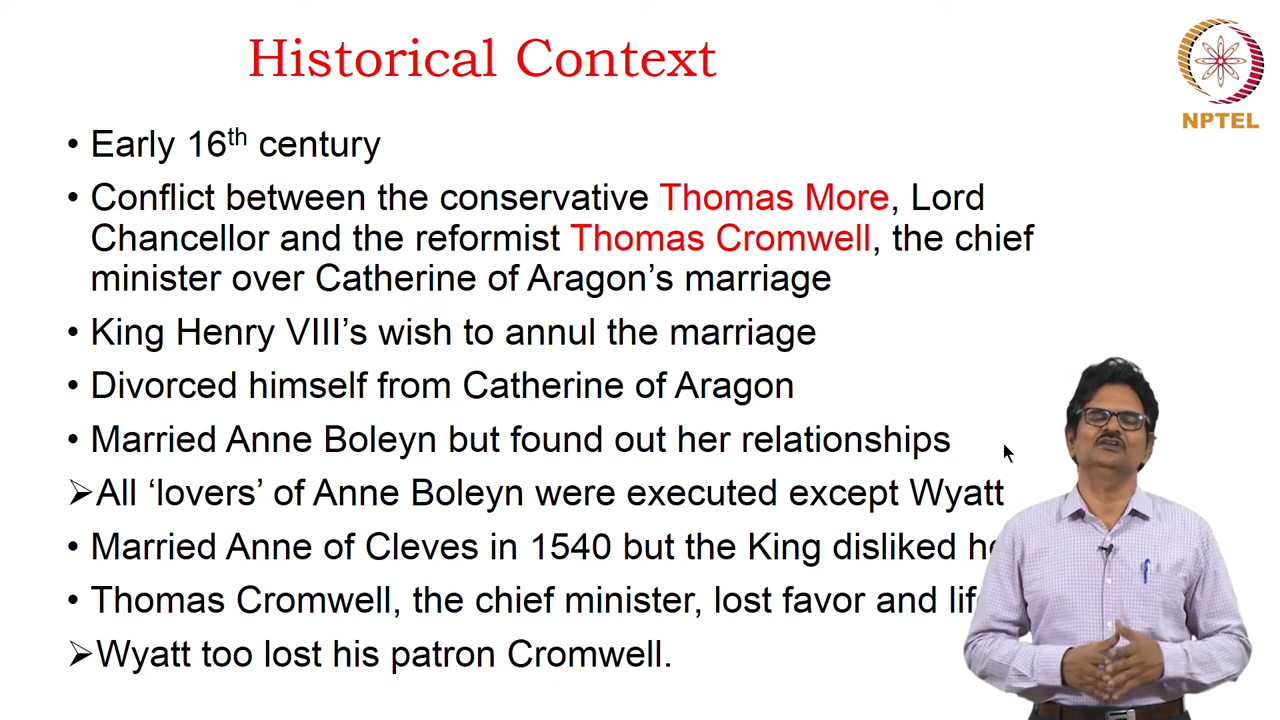 Historical Context
NPTEL
• Early 16th century
• Conflict between the conservative Thomas More, Lord
Chancellor and the reformist Thomas Cromwell, the chief
minister over Catherine of Aragon’s marriage
• King Henry VIII’s wish to annul the marriage
• Divorced himself from Catherine of Aragon
• Married Anne Boleyn but found out her relationships
➢All ‘lovers’ of Anne Boleyn were executed except Wyatt
• Married Anne of Cleves in 1540 but the King disliked
• Thomas Cromwell, the chief minister, lost favor and
➢Wyatt too lost his patron Cromwell.